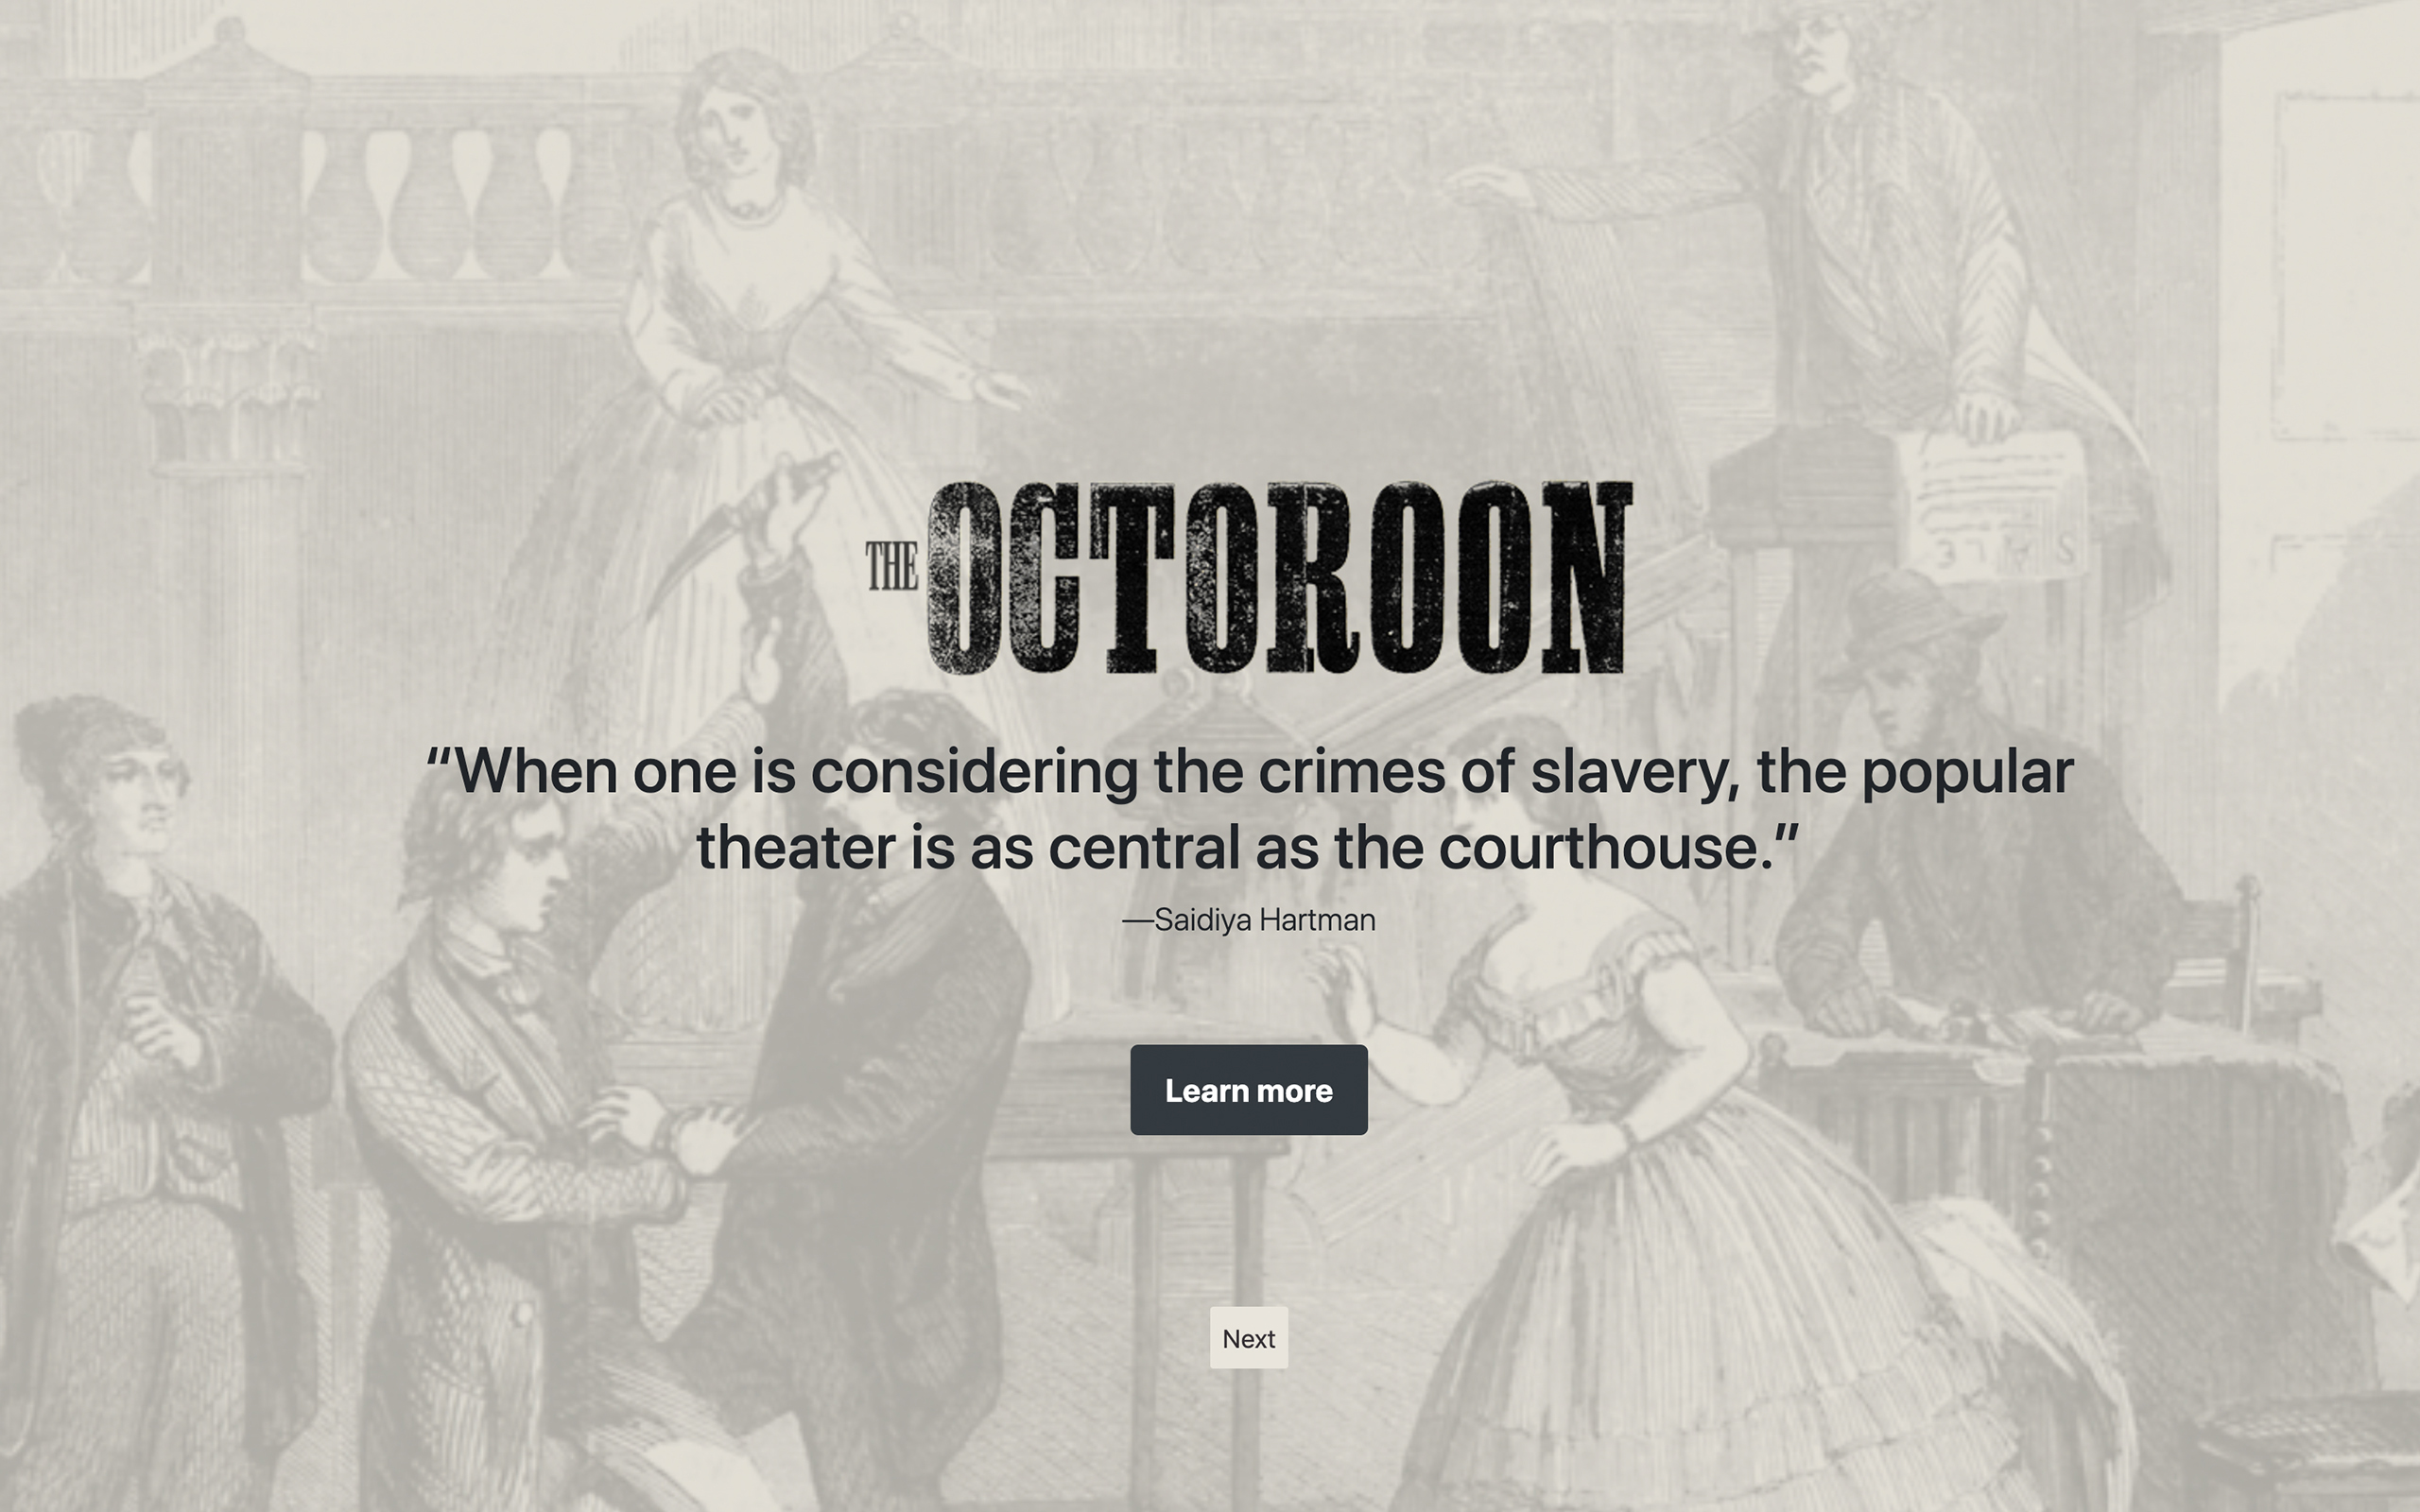 THE OCTOROON
“When one is considering the crimes of slavery, the popular
theater is as central as the courthouse.”
—Saidiya Hartman
Learn more
Next